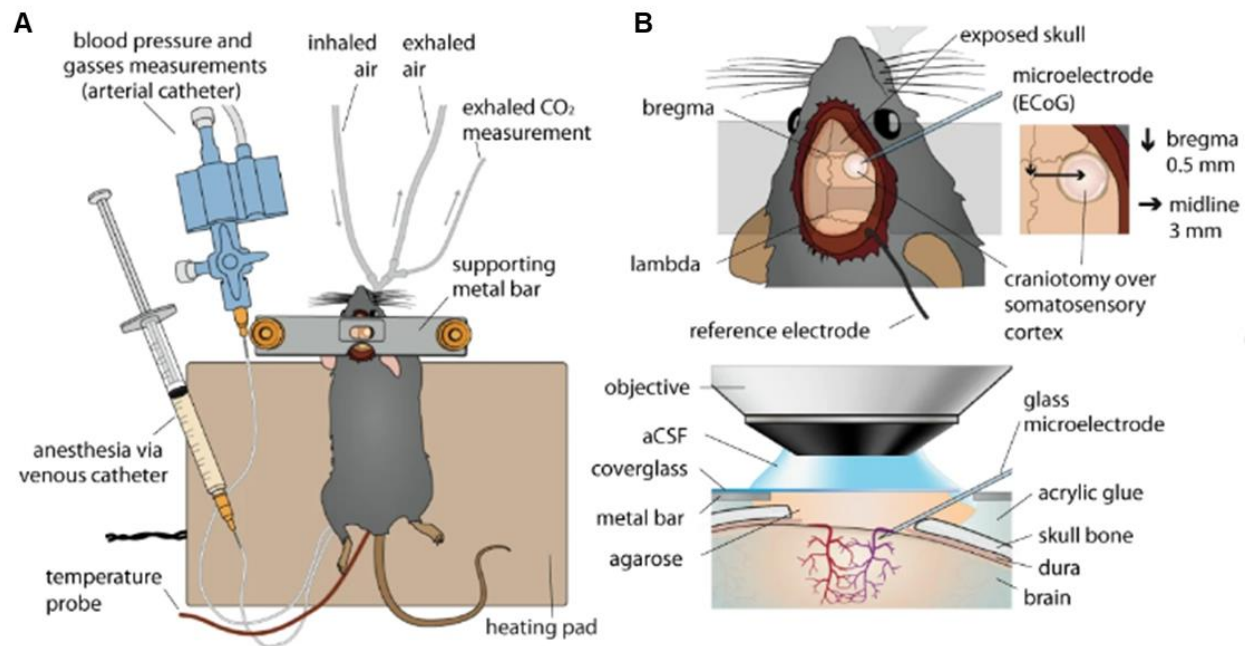 A
blood pressure and
gasses measurements
(arterial catheter)
inhaled
air
exhaled
air
exhaled CO₂
measurement
supporting
metal bar
anesthesia via
venous catheter
temperature
probe
heating pad
B
exposed skull
microelectrode
(ECoG)
bregma
lambda
reference electrode
craniotomy over
somatosensory
cortex
bregma
0.5 mm
midline
3 mm
objective
aCSF
coverglass
metal bar
agarose
glass
microelectrode
acrylic glue
skull bone
dura
brain